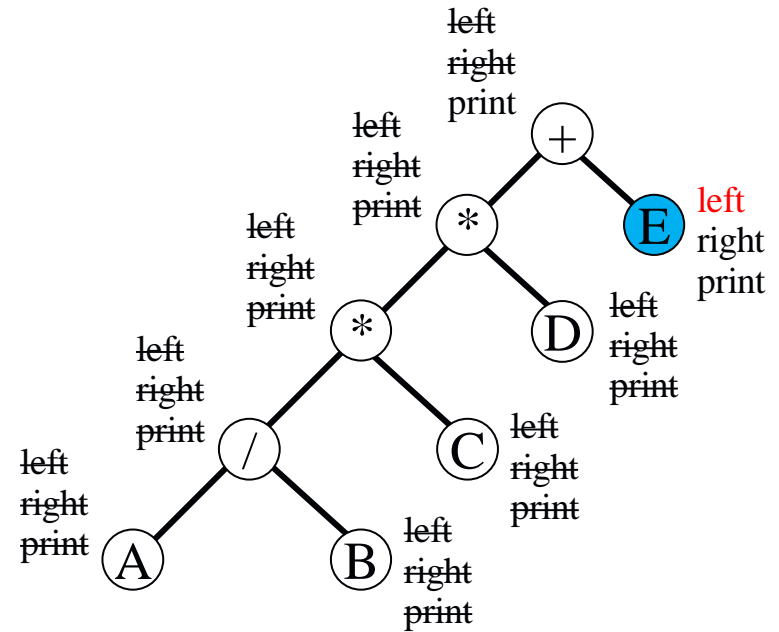 left
right
print
+
left
right
print
*
E
left
right
print
left
right
print
*
D
left
right
print
left
right
print
/
C
left
right
print
left
right
print
A
B
left
right
print